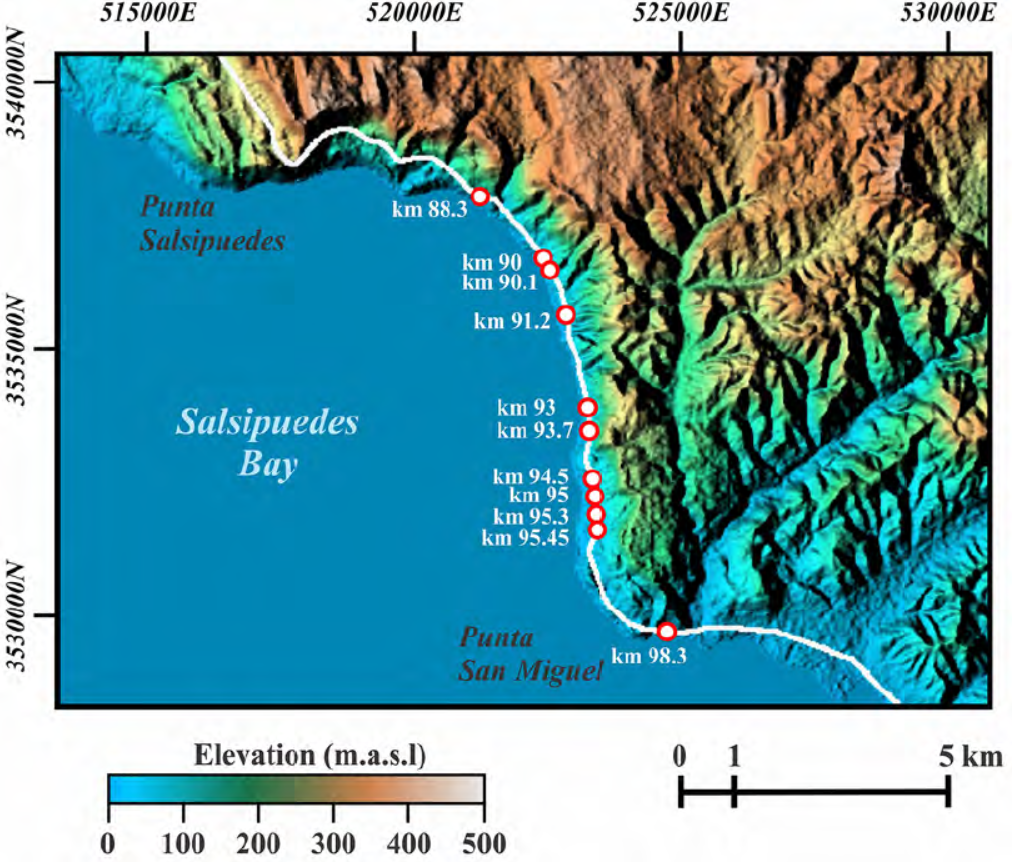 515000E 520000E 525000E 530000E
3540000N
3535000N
3530000N
Punta
Salsipuedes
km 88.3
km 90
km 90.1
km 91.2
Salsipuedes
Bay
km 93
km 93.7
km 94.5
km 95
km 95.3
km 95.45
Punta
San Miguel
km 98.3
Elevation (m.a.s.l)
0 100 200 300 400 500
0 1 5 km